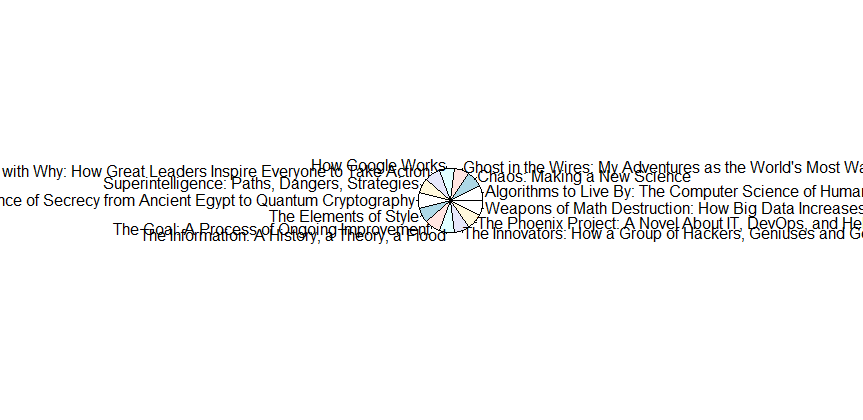 How Google Works
Ghost in the Wires: My Adventures as the World's Most Wa
with Why: How Great Leaders Inspire Everyone to Take Action
Chaos: Making a New Science
Superintelligence: Paths, Dangers, Strategies
Algorithms to Live By: The Computer Science of Human
nce of Secrecy from Ancient Egypt to Quantum Cryptography
Weapons of Math Destruction: How Big Data Increases
The Elements of Style
The Phoenix Project: A Novel About IT, DevOps, and He
The Goal: A Process of Ongoing Improvement
The Information: A History, a Theory, a Flood
The Innovators: How a Group of Hackers, Geniuses and Ge